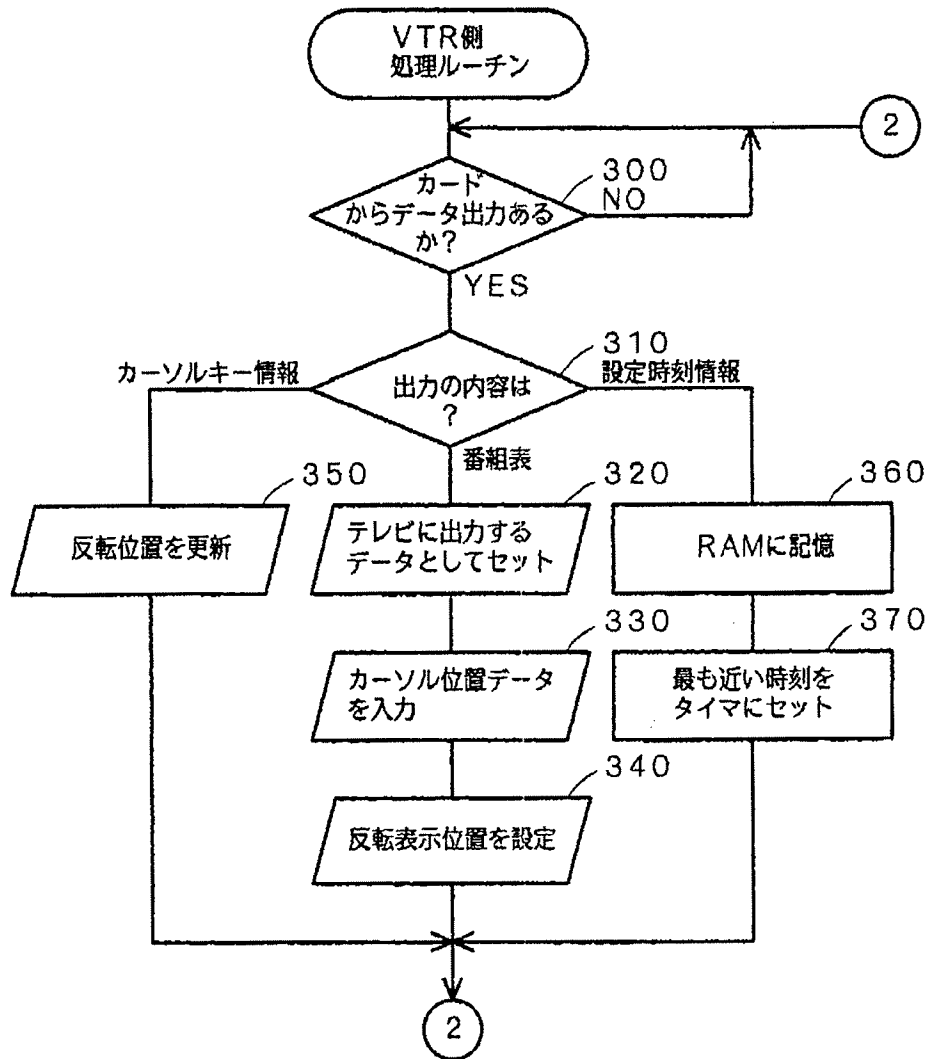 VTR側
処理ルーチン
2
カード
からデータ出力ある
か?
300
NO
YES
310
カーソルキー情報
設定時刻情報
出力の内容は
?
番組表
350
320
360
反転位置を更新
テレビに出力する
データとしてセット
RAMに記憶
330
370
カーソル位置データ
を入力
最も近い時刻を
タイマにセット
340
反転表示位置を設定
2